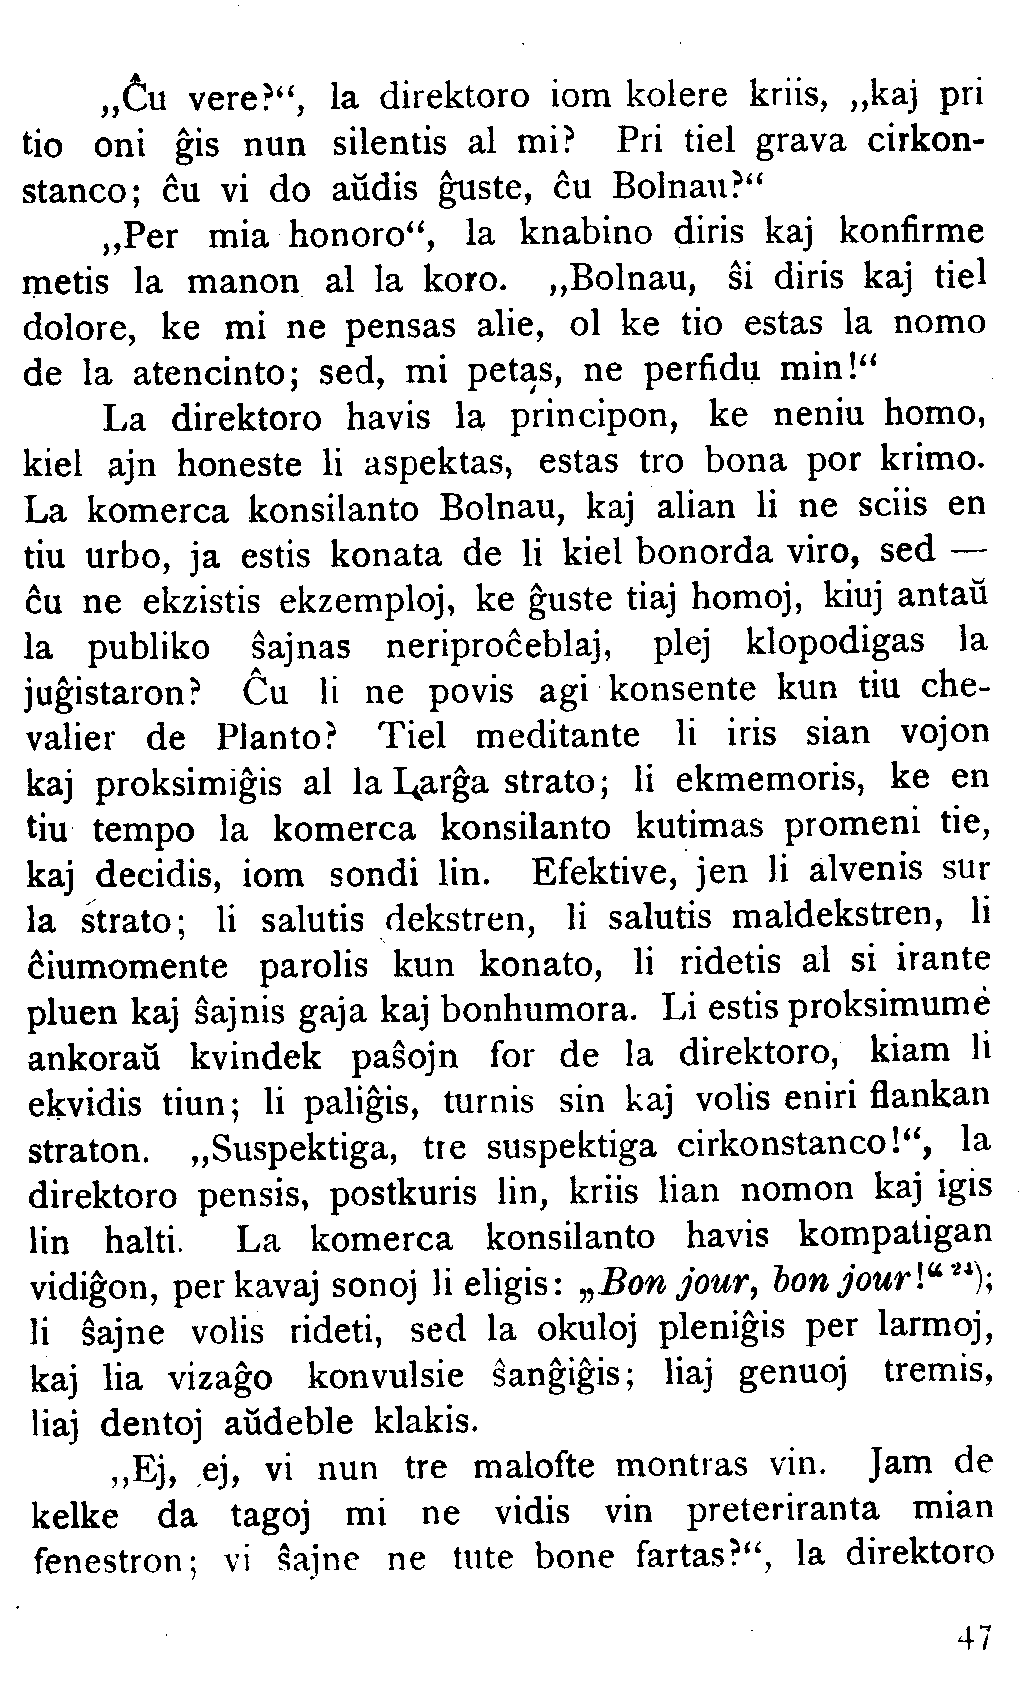 „Ĉu vere?“, la direktoro iom kolere kriis, „kaj pri
tio oni ĝis nun silentis al mi? Pri tiel grava cirkon-
stanco; ĉu vi do aŭdis ĝuste, ĉu Bolnau?“
„Per mia honoro“, la knabino diris kaj konfirme
metis la manon al la koro. „Bolnau, ŝi diris kaj tiel
dolore, ke mi ne pensas alie, ol ke tio estas la nomo
de la atencinto; sed, mi petas, ne perfidu min!“
La direktoro havis la principon, ke neniu homo,
kiel ajn honeste li aspektas, estas tro bona por krimo.
La komerca konsilanto Bolnau, kaj alian li ne sciis en
tiu urbo, ja estis konata de li kiel bonorda viro, sed —
ĉu ne ekzistis ekzemploj, ke ĝuste tiaj homoj, kiuj antaŭ
la publiko ŝajnas neriproĉeblaj, plej klopodigas la
juĝistaron? Ĉu li ne povis agi konsente kun tiu che-
valier de Planto? Tiel meditante li iris sian vojon
kaj proksimiĝis al la Larĝa strato; li ekmemoris, ke en
tiu tempo la komerca konsilanto kutimas promeni tie,
kaj decidis, iom sondi lin. Efektive, jen li alvenis sur
la strato; li salutis dekstren, li salutis maldekstren, li
ĉiumomente parolis kun konato, li ridetis al si irante
pluen kaj ŝajnis gaja kaj bonhumora. Li estis proksimume
ankoraŭ kvindek paŝojn for de la direktoro, kiam li
ekvidis tiun; li paliĝis, turnis sin kaj volis eniri flankan
straton. „Suspektiga, tre suspektiga cirkonstanco!“, la
direktoro pensis, postkuris lin, kriis lian nomon kaj igis
lin halti. La komerca konsilanto havis kompatigan
vidiĝon, per kavaj sonoj li eligis: „Bon jour, bon jour!“ ²⁴);
li ŝajne volis rideti, sed la okuloj pleniĝis per larmoj,
kaj lia vizaĝo konvulsie ŝanĝiĝis; liaj genuoj tremis,
liaj dentoj aŭdeble klakis.
„Ej, ej, vi nun tre malofte montras vin. Jam de
kelke da tagoj mi ne vidis vin preteriranta mian
fenestron; vi ŝajne ne tute bone fartas?“, la direktoro
47